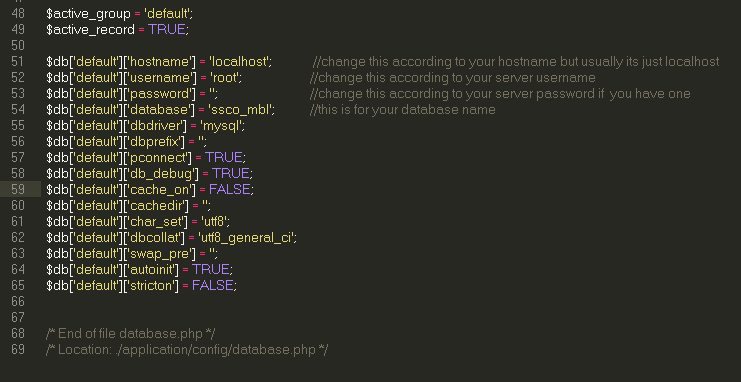 48 $active_group = 'default';
49 $active_record = TRUE;
50
51 $db['default']['hostname'] = 'localhost'; //change this according to your hostname but usually its just localhost
52 $db['default']['username'] = 'root'; //change this according to your server username
53 $db['default']['password'] = ''; //change this according to your server password if you have one
54 $db['default']['database'] = 'ssco_mbl'; //this is for your database name
55 $db['default']['dbdriver'] = 'mysql';
56 $db['default']['dbprefix'] = '';
57 $db['default']['pconnect'] = TRUE;
58 $db['default']['db_debug'] = TRUE;
59 $db['default']['cache_on'] = FALSE;
60 $db['default']['cachedir'] = '';
61 $db['default']['char_set'] = 'utf8';
62 $db['default']['dbcollat'] = 'utf8_general_ci';
63 $db['default']['swap_pre'] = '';
64 $db['default']['autoinit'] = TRUE;
65 $db['default']['stricton'] = FALSE;
66
67
68 /* End of file database.php */
69 /* Location: ./application/config/database.php */